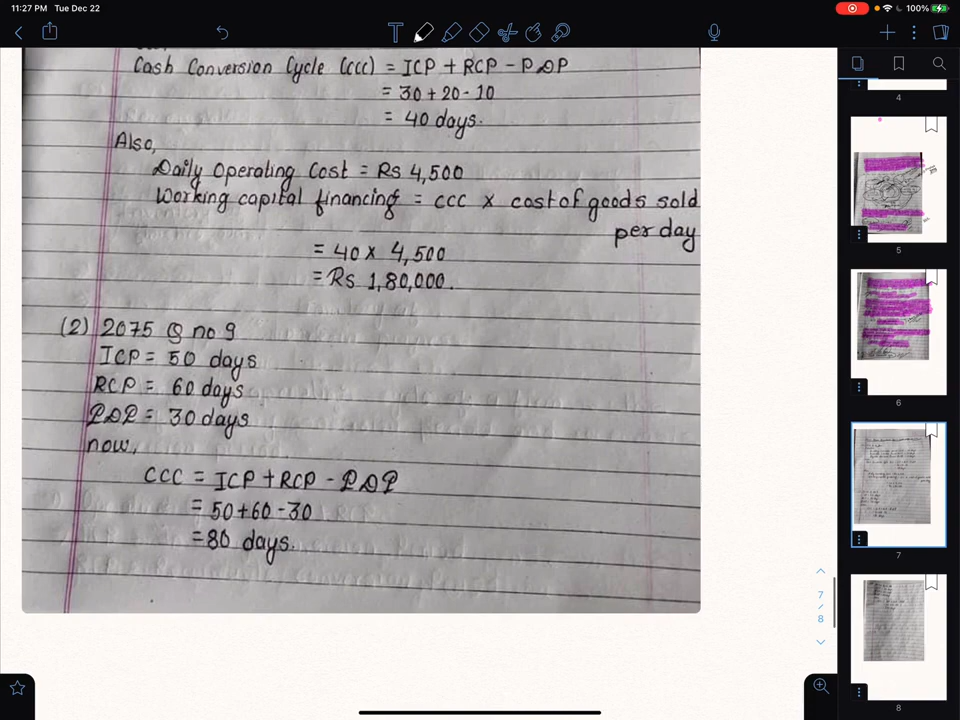 11:27 PM Tue Dec 22
100%
Cash Conversion Cycle (CCC) = ICP + RCP - PDP
= 30 + 20 - 10
= 40 days.
Also,
Daily Operating Cost = Rs 4,500
Working capital financing = CCC × cost of goods sold
per day
= 40 × 4,500
= Rs 1,80,000.
(2) 2075 Q no 9
ICP = 50 days
RCP = 60 days
PDP = 30 days
now,
CCC = ICP + RCP - PDP
= 50 + 60 - 30
= 80 days.
4
5
6
7
8
7
/
8